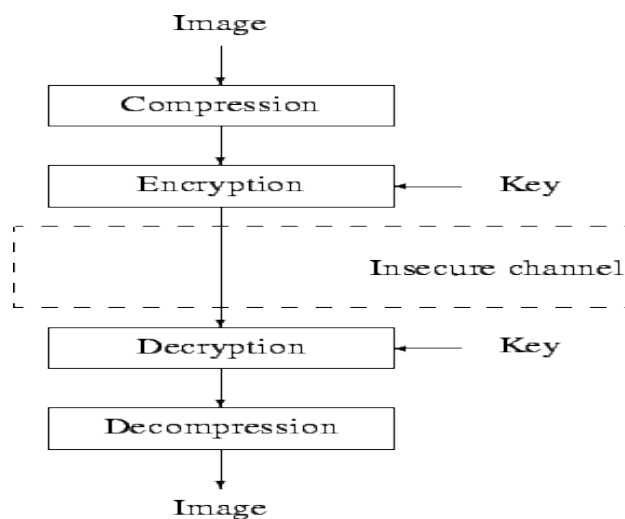 Image
Compression
Encryption
Key
Insecure channel
Decryption
Key
Decompression
Image